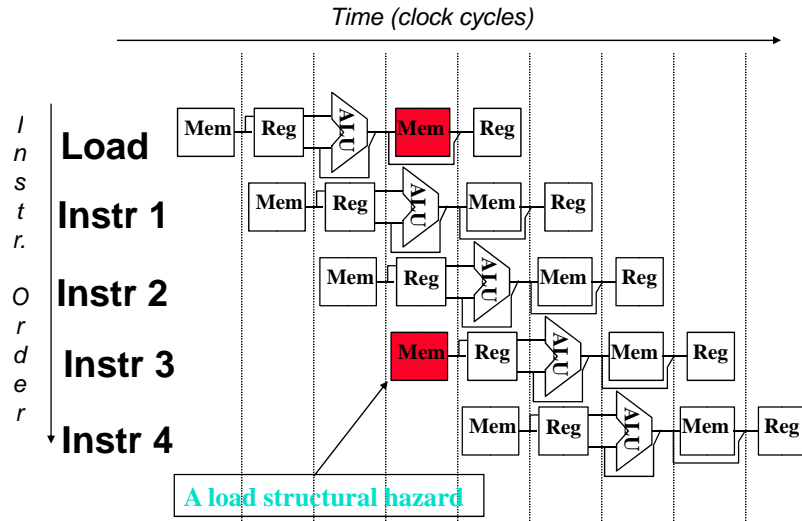 Time (clock cycles)
Instr. Order
Load
Mem Reg ALU Mem Reg
Instr 1
Mem Reg ALU Mem Reg
Instr 2
Mem Reg ALU Mem Reg
Instr 3
Mem Reg ALU Mem Reg
Instr 4
Mem Reg ALU Mem Reg
A load structural hazard